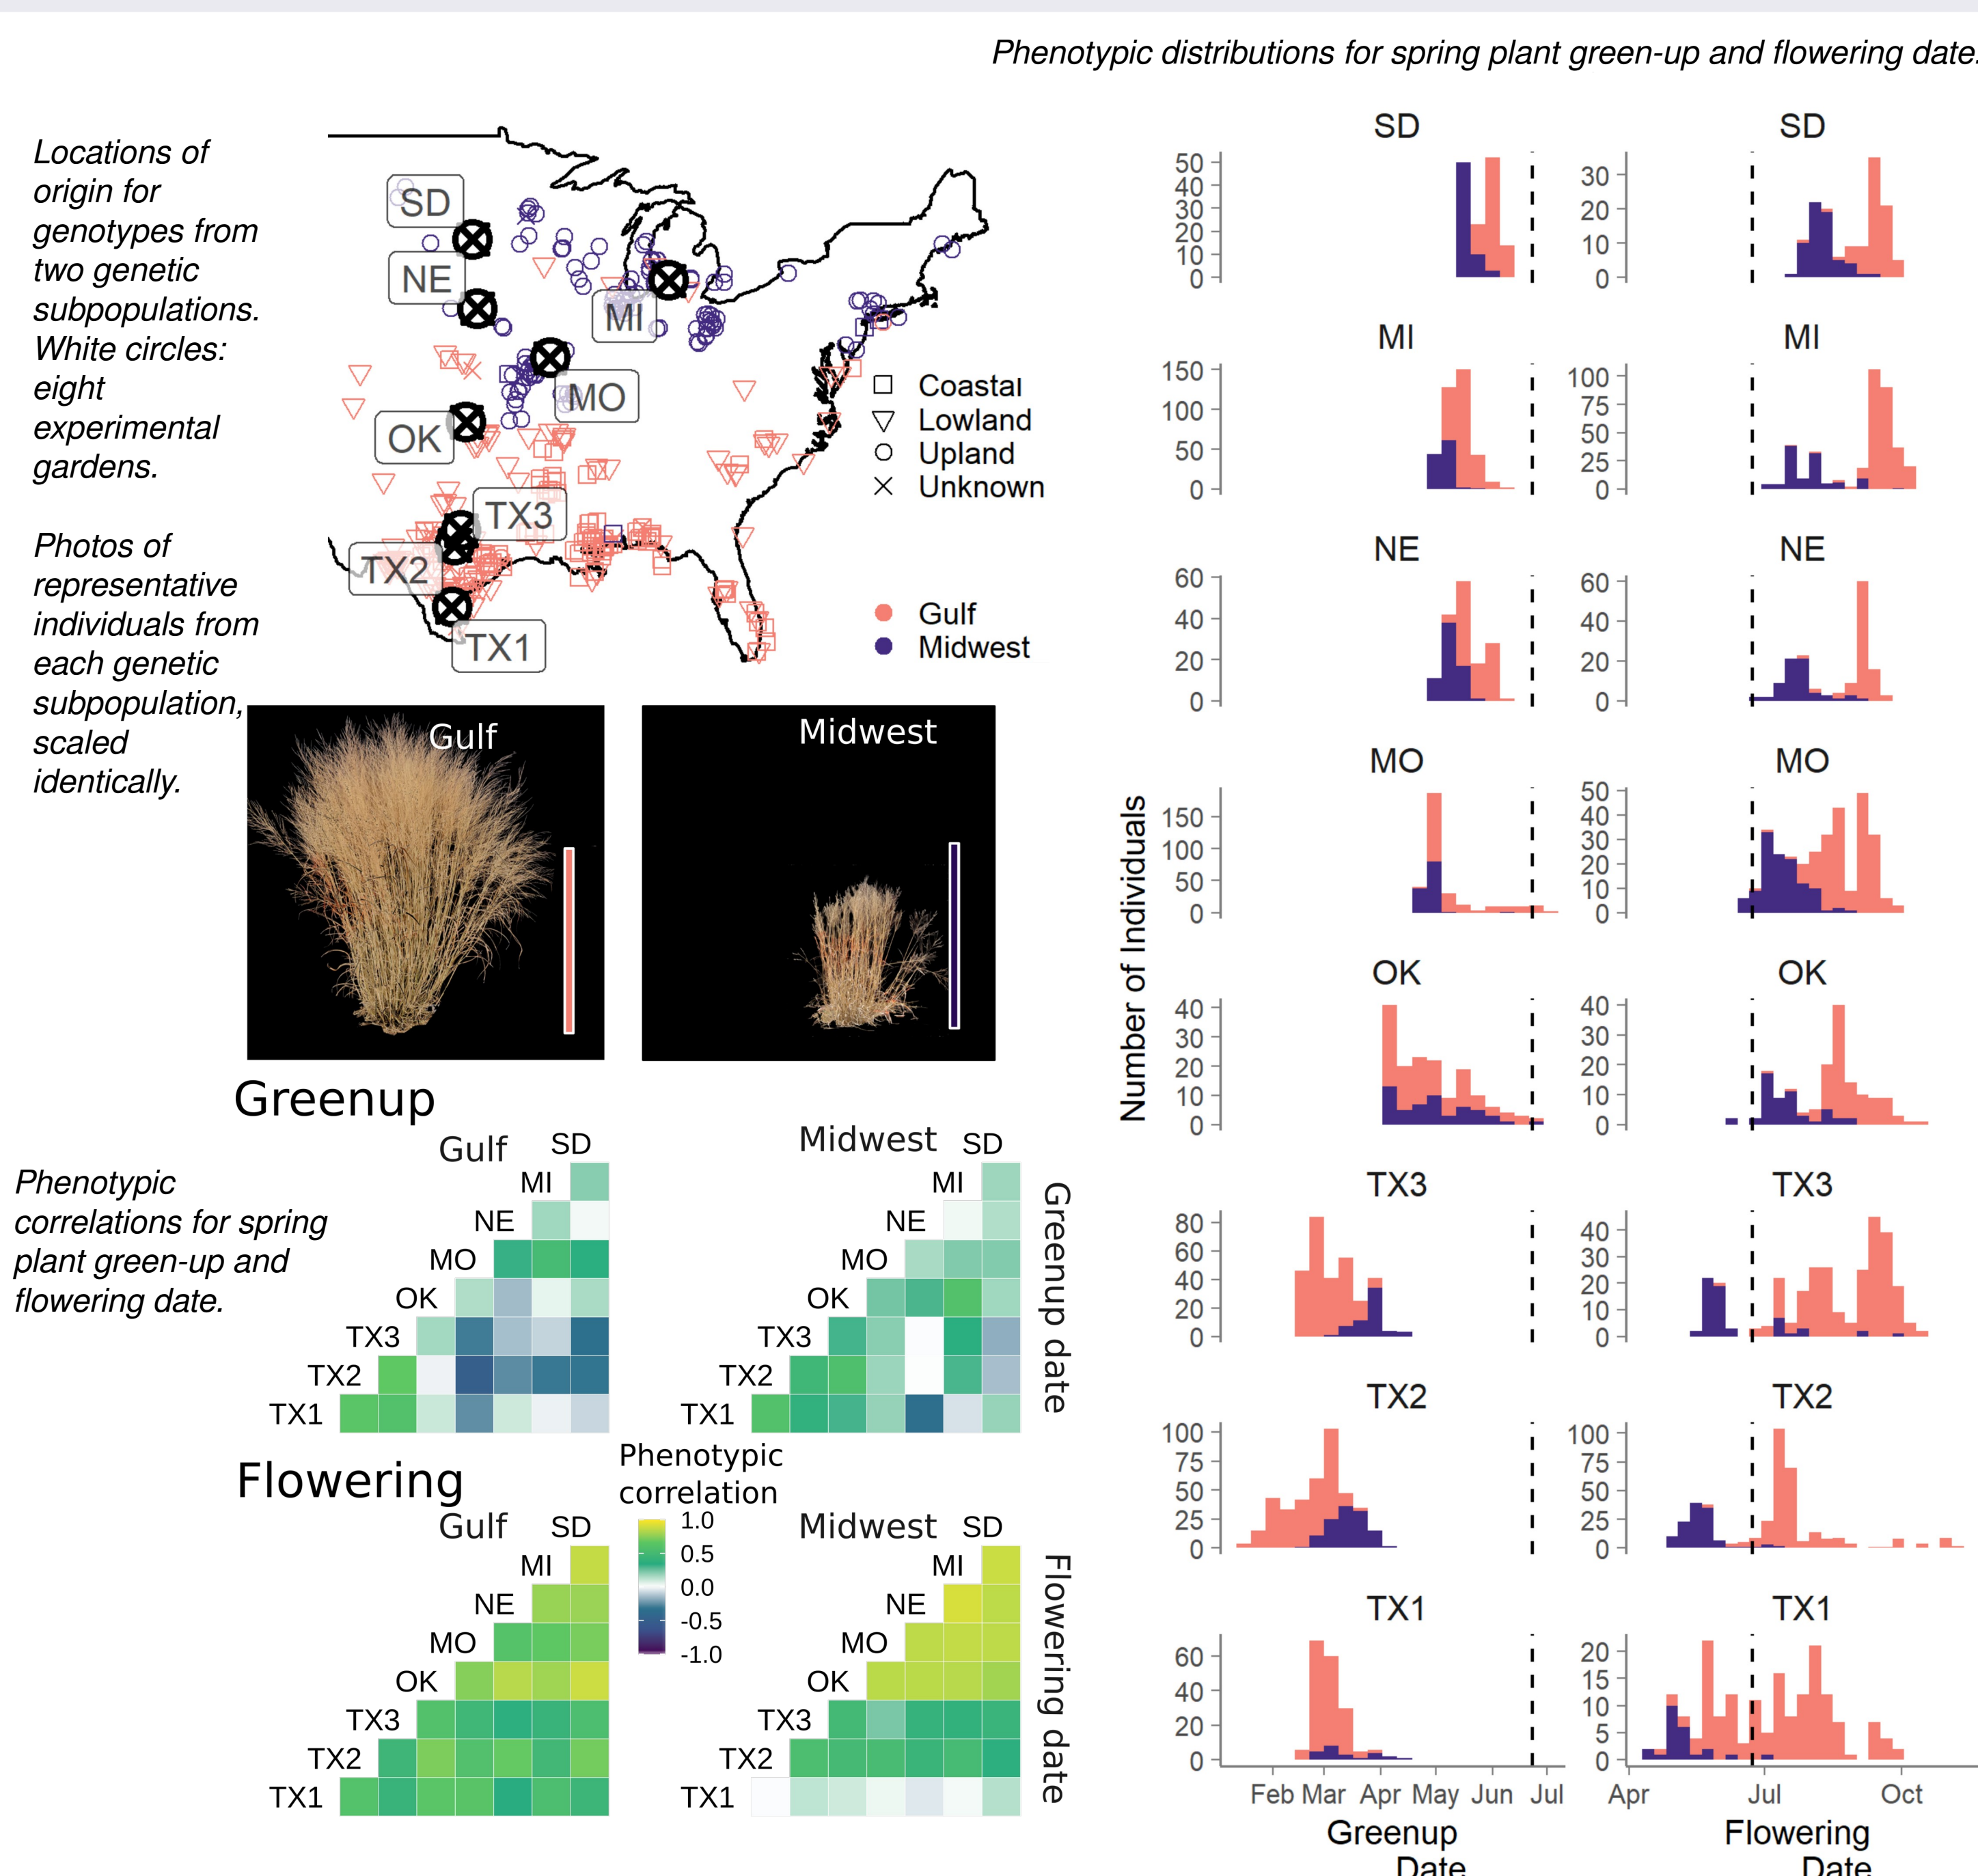 Phenotypic distributions for spring plant green-up and flowering date.
Locations of
origin for
genotypes from
two genetic
subpopulations.
White circles:
eight
experimental
gardens.
Photos of
representative
individuals from
each genetic
subpopulation,
scaled
identically.
SD
NE
MI
MO
OK
TX3
TX2
TX1
Coastal
Lowland
Upland
Unknown
Gulf
Midwest
Gulf
Midwest
Greenup
Phenotypic
correlations for spring
plant green-up and
flowering date.
Gulf SD
MI
NE
MO
OK
TX3
TX2
TX1
Midwest SD
MI
NE
MO
OK
TX3
TX2
TX1
Greenup date
Flowering
Phenotypic
correlation
1.0
0.5
0.0
-0.5
-1.0
Gulf SD
MI
NE
MO
OK
TX3
TX2
TX1
Midwest SD
MI
NE
MO
OK
TX3
TX2
TX1
Flowering date
Number of Individuals
SD
50
40
30
20
10
0
SD
30
20
10
0
MI
150
100
50
0
MI
100
75
50
25
0
NE
60
40
20
0
NE
60
40
20
0
MO
150
100
50
0
MO
50
40
30
20
10
0
OK
40
30
20
10
0
OK
40
30
20
10
0
TX3
80
60
40
20
0
TX3
40
30
20
10
0
TX2
100
75
50
25
0
TX2
100
75
50
25
0
TX1
60
40
20
0
TX1
20
15
10
5
0
Feb Mar Apr May Jun Jul
Apr Jul Oct
Greenup
Date
Flowering
Date